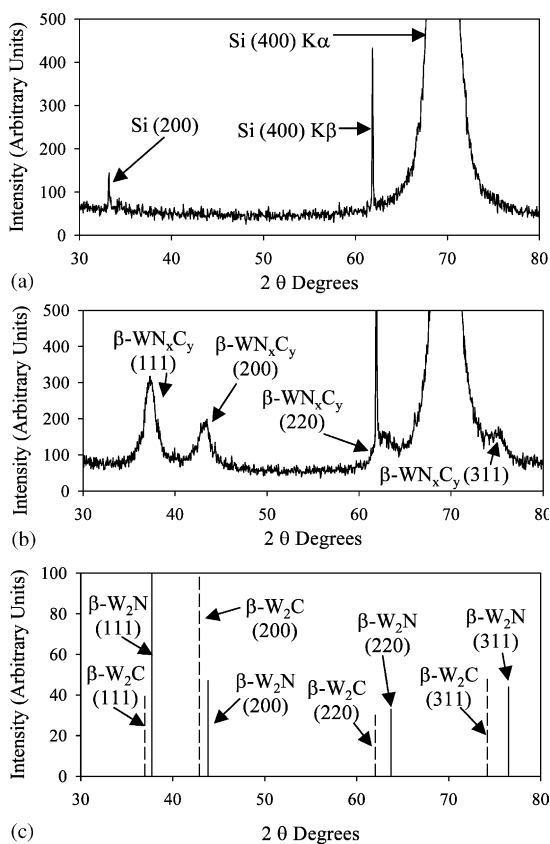 500
400
300
200
100
0
Intensity (Arbitrary Units)
Si (400) Kα
Si (200)
Si (400) Kβ
30 40 50 60 70 80
2 θ Degrees
(a)
500
400
300
200
100
0
Intensity (Arbitrary Units)
β-WNxCy
(111)
β-WNxCy
(200)
β-WNxCy
(220)
β-WNxCy (311)
30 40 50 60 70 80
2 θ Degrees
(b)
100
80
60
40
20
0
Intensity (Arbitrary Units)
β-W2N
(111)
β-W2C
(111)
β-W2C
(200)
β-W2N
(200)
β-W2N
(220)
β-W2C
(220)
β-W2N
(311)
β-W2C
(311)
30 40 50 60 70 80
2 θ Degrees
(c)